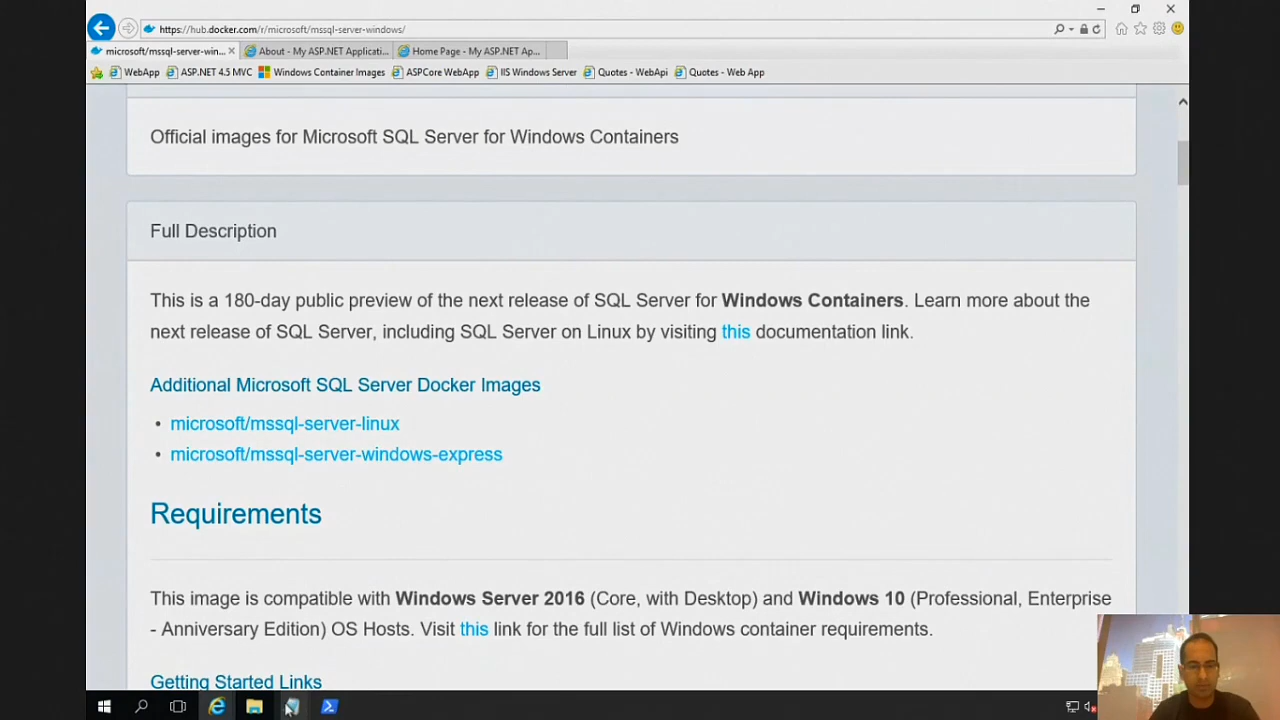 https://hub.docker.com/r/microsoft/mssql-server-windows/
microsoft/mssql-server-win...
About - My ASP.NET Applicati...
Home Page - My ASP.NET Ap...
WebApp
ASP.NET 4.5 MVC
Windows Container Images
ASPCore WebApp
IIS Windows Server
Quotes - WebApi
Quotes - Web App
Official images for Microsoft SQL Server for Windows Containers
Full Description
This is a 180-day public preview of the next release of SQL Server for Windows Containers. Learn more about the
next release of SQL Server, including SQL Server on Linux by visiting this documentation link.
Additional Microsoft SQL Server Docker Images
• microsoft/mssql-server-linux
• microsoft/mssql-server-windows-express
Requirements
This image is compatible with Windows Server 2016 (Core, with Desktop) and Windows 10 (Professional, Enterprise
- Anniversary Edition) OS Hosts. Visit this link for the full list of Windows container requirements.
Getting Started Links